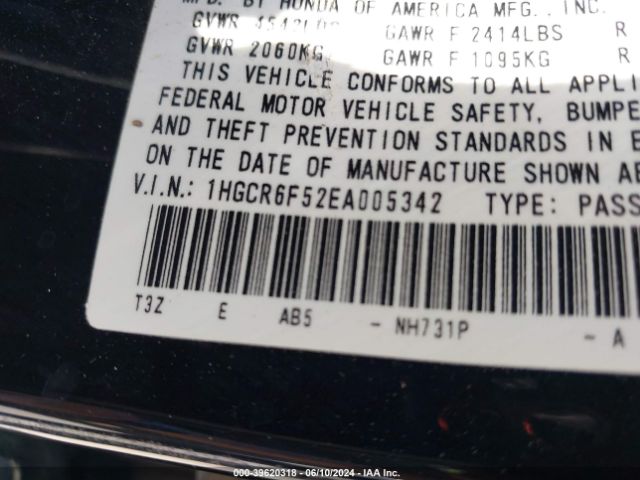 MFD. BY HONDA OF AMERICA MFG., INC.
GVWR 4542LBS GAWR F 2414LBS R
GVWR 2060KG GAWR F 1095KG R
THIS VEHICLE CONFORMS TO ALL APPLI
FEDERAL MOTOR VEHICLE SAFETY, BUMPE
AND THEFT PREVENTION STANDARDS IN E
ON THE DATE OF MANUFACTURE SHOWN AB
V.I.N.: 1HGCR6F52EA005342 TYPE: PASS
T3Z E AB5 - NH731P - A
000-39620318 - 06/10/2024 - IAA Inc.